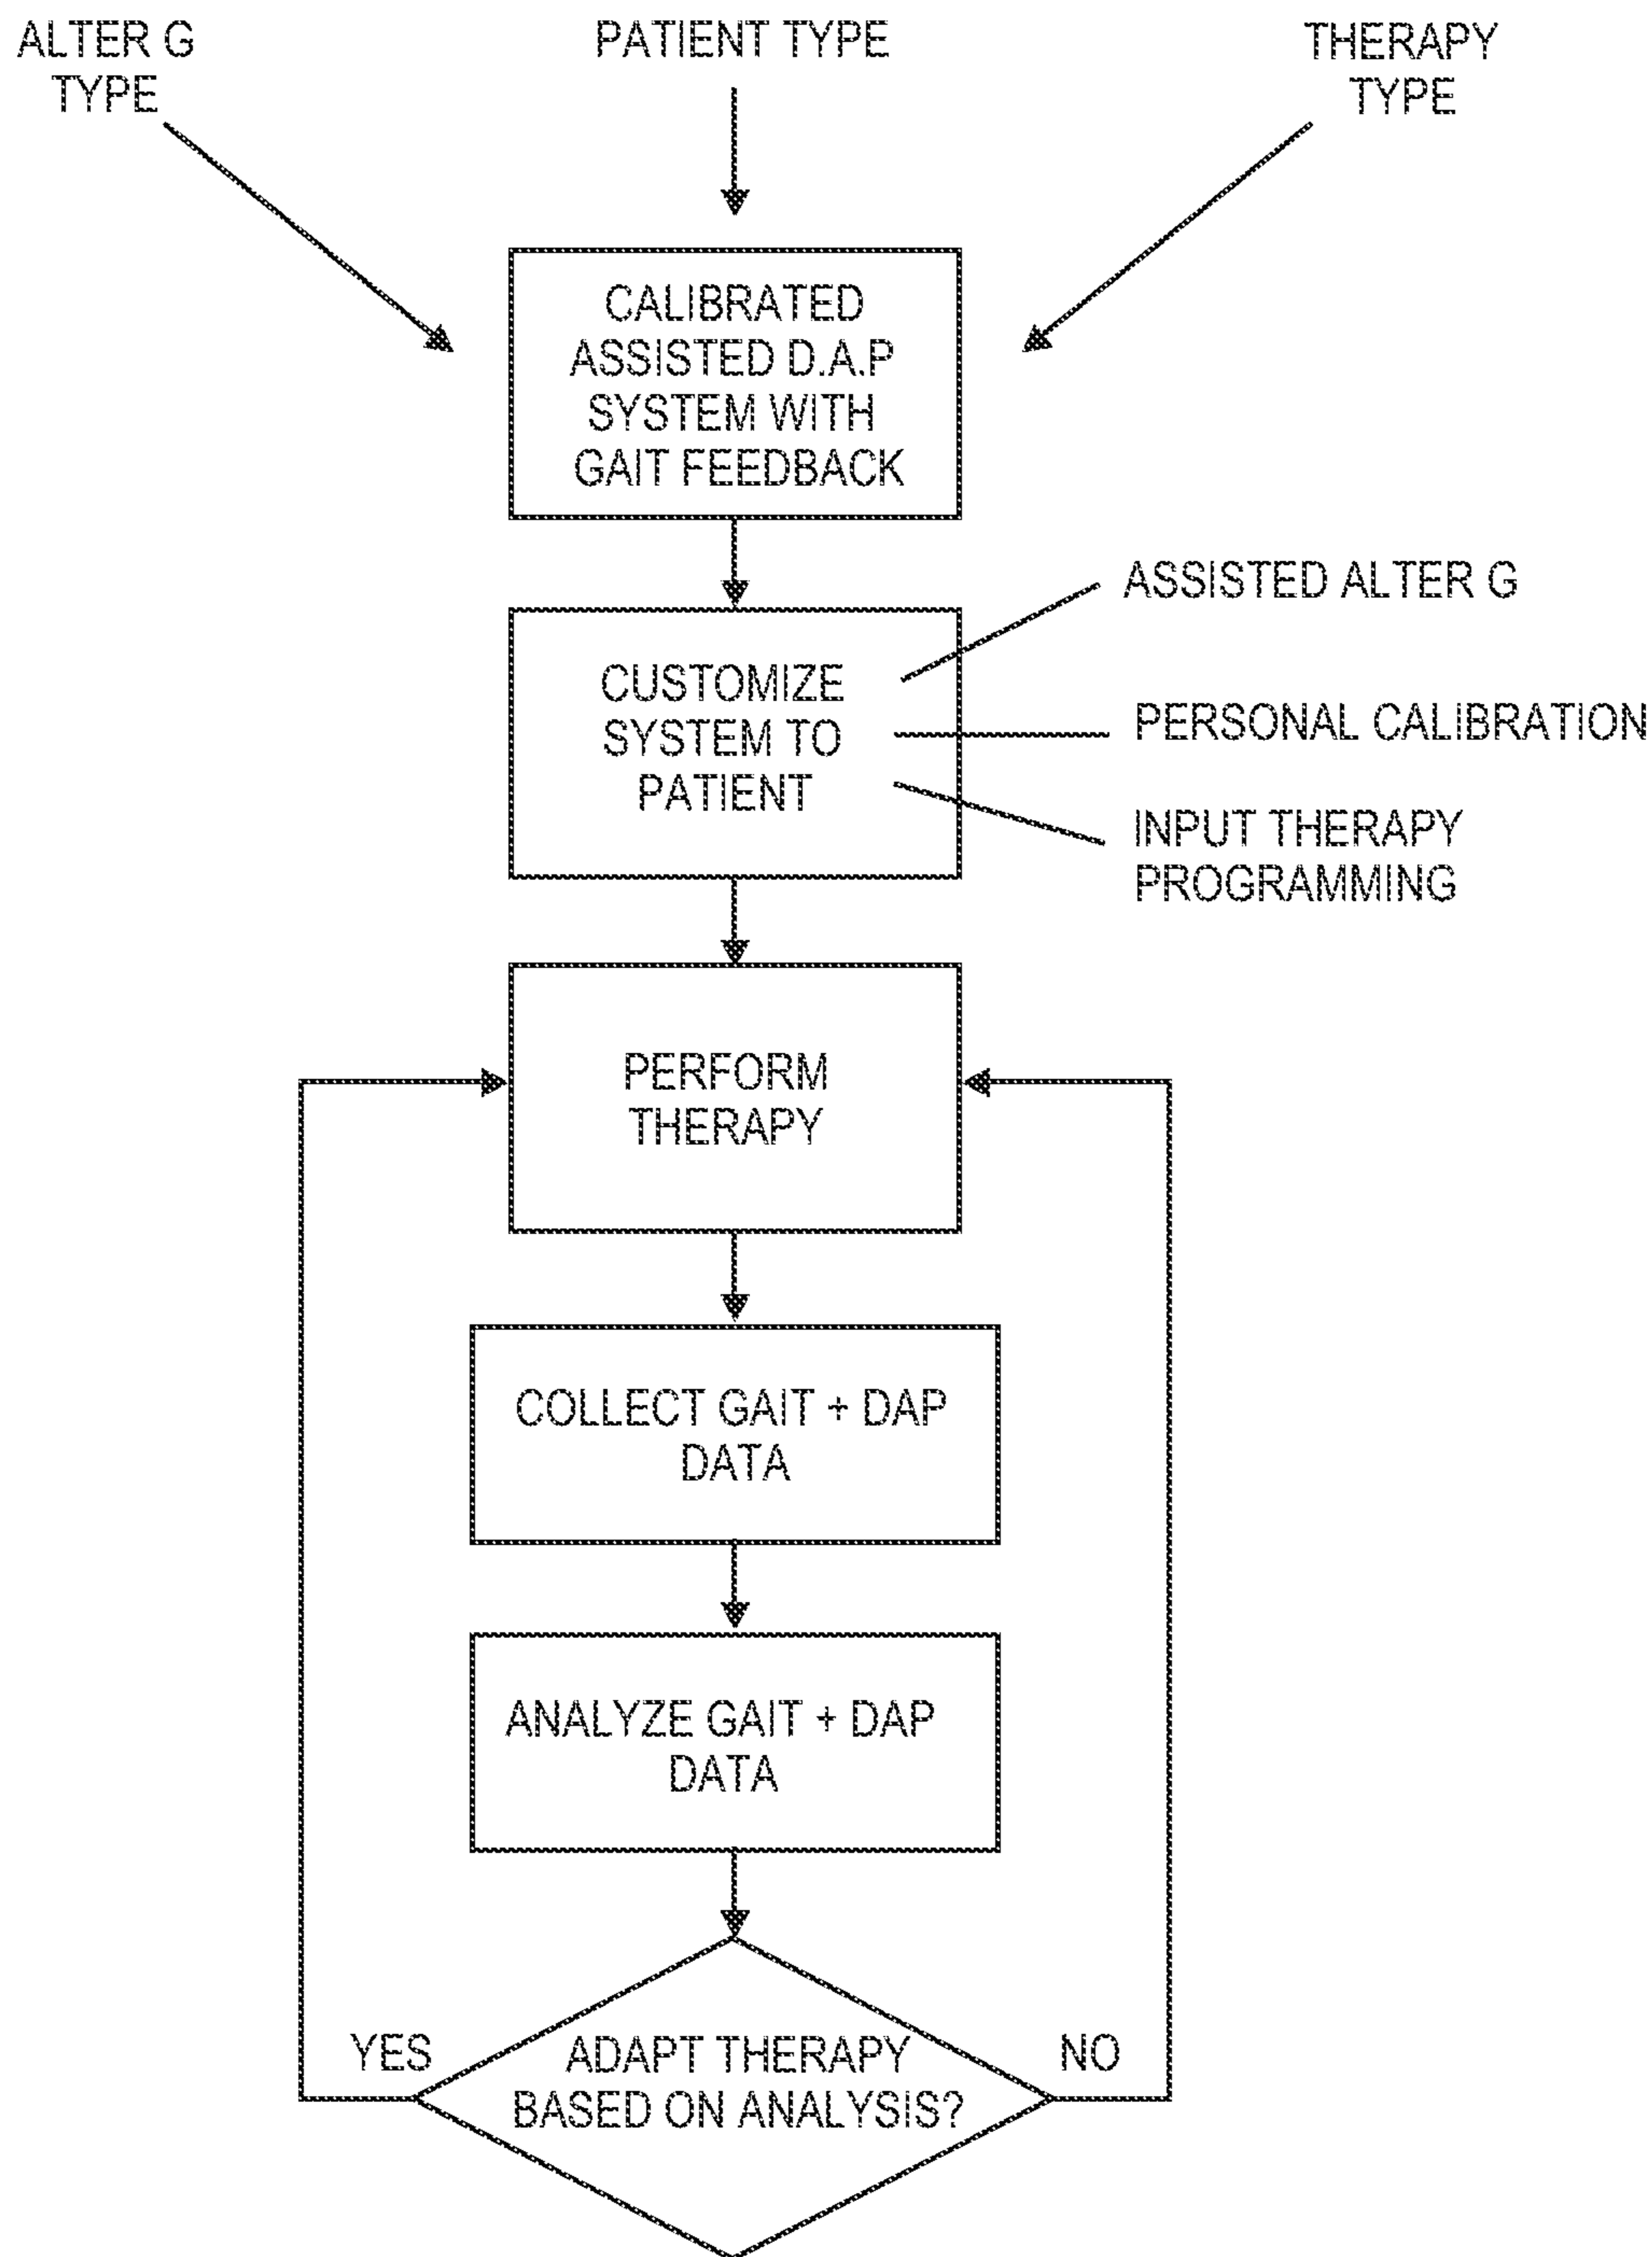 ALTER G
TYPE
PATIENT TYPE
THERAPY
TYPE
CALIBRATED
ASSISTED D.A.P
SYSTEM WITH
GAIT FEEDBACK
CUSTOMIZE
SYSTEM TO
PATIENT
ASSISTED ALTER G
PERSONAL CALIBRATION
INPUT THERAPY
PROGRAMMING
PERFORM
THERAPY
COLLECT GAIT + DAP
DATA
ANALYZE GAIT + DAP
DATA
YES
ADAPT THERAPY
BASED ON ANALYSIS?
NO